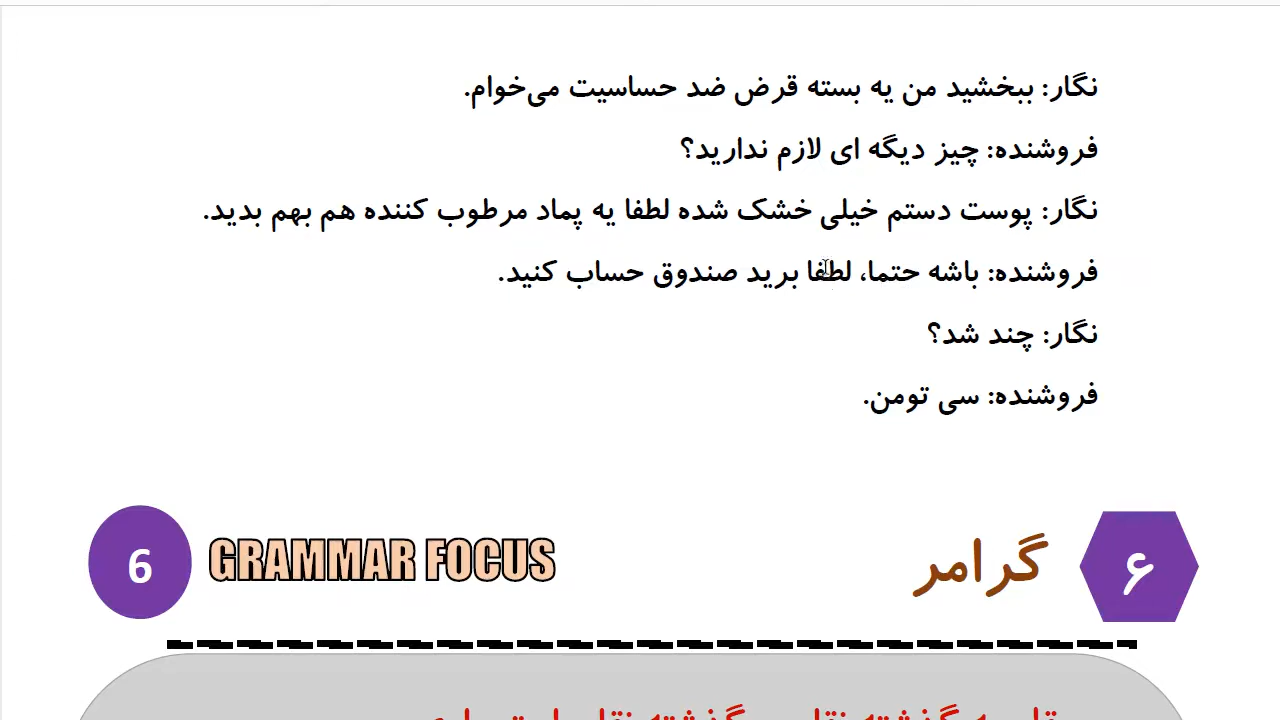 نگار: ببخشید من یه بسته قرض ضد حساسیت می‌خوام.
فروشنده: چیز دیگه ای لازم ندارید؟
نگار: پوست دستم خیلی خشک شده لطفا یه پماد مرطوب کننده هم بهم بدید.
فروشنده: باشه حتما، لطفا برید صندوق حساب کنید.
نگار: چند شد؟
فروشنده: سی تومن.
۶ گرامر
GRAMMAR FOCUS 6